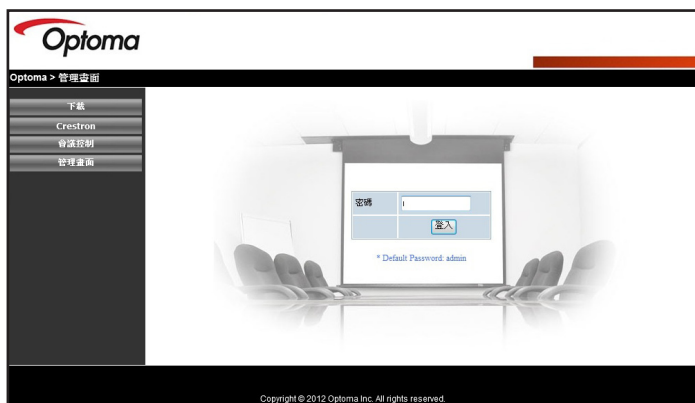 Optoma
Optoma > 管理畫面
下載
Crestron
會議控制
管理畫面
密碼
登入
* Default Password: admin
Copyright © 2012 Optoma Inc. All rights reserved.